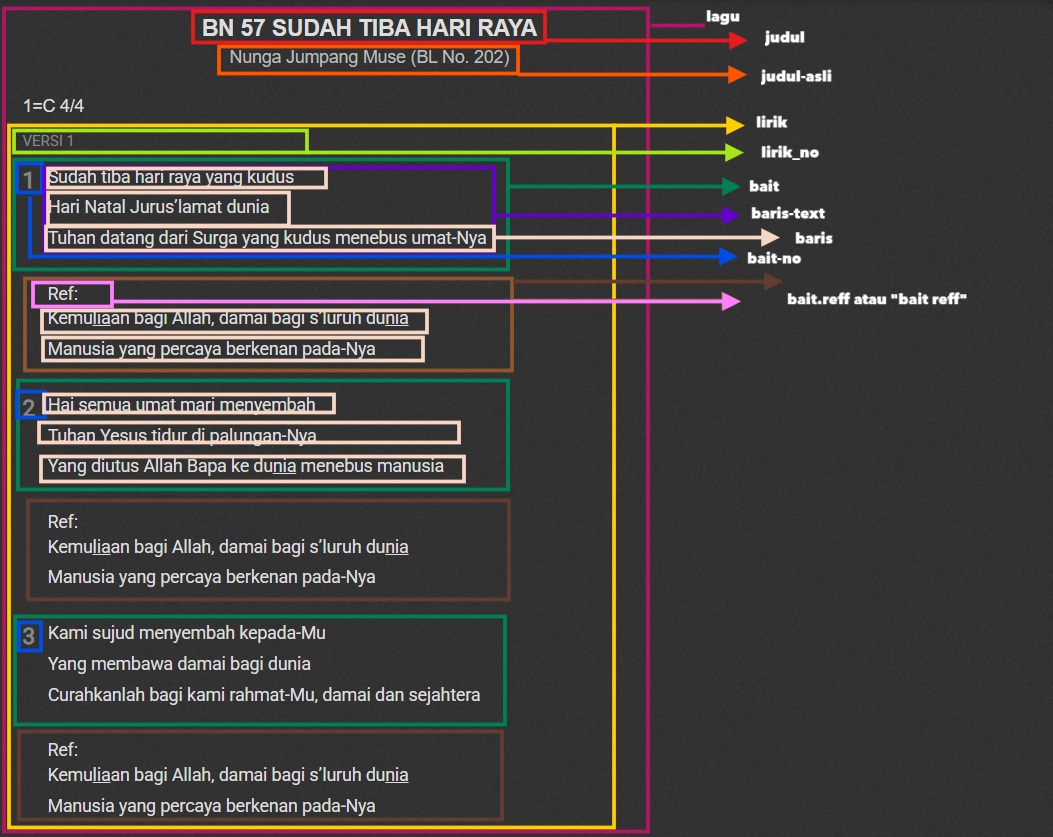 BN 57 SUDAH TIBA HARI RAYA
lagu
judul
Nunga Jumpang Muse (BL No. 202)
judul-asli
1=C 4/4
lirik
VERSI 1
lirik_no
1 Sudah tiba hari raya yang kudus
bait
Hari Natal Jurus’lamat dunia
baris-text
Tuhan datang dari Surga yang kudus menebus umat-Nya
baris
bait-no
Ref:
bait.reff atau "bait reff"
Kemuliaan bagi Allah, damai bagi s’luruh dunia
Manusia yang percaya berkenan pada-Nya
2 Hai semua umat mari menyembah
Tuhan Yesus tidur di palungan-Nya
Yang diutus Allah Bapa ke dunia menebus manusia
Ref:
Kemuliaan bagi Allah, damai bagi s’luruh dunia
Manusia yang percaya berkenan pada-Nya
3 Kami sujud menyembah kepada-Mu
Yang membawa damai bagi dunia
Curahkanlah bagi kami rahmat-Mu, damai dan sejahtera
Ref:
Kemuliaan bagi Allah, damai bagi s’luruh dunia
Manusia yang percaya berkenan pada-Nya